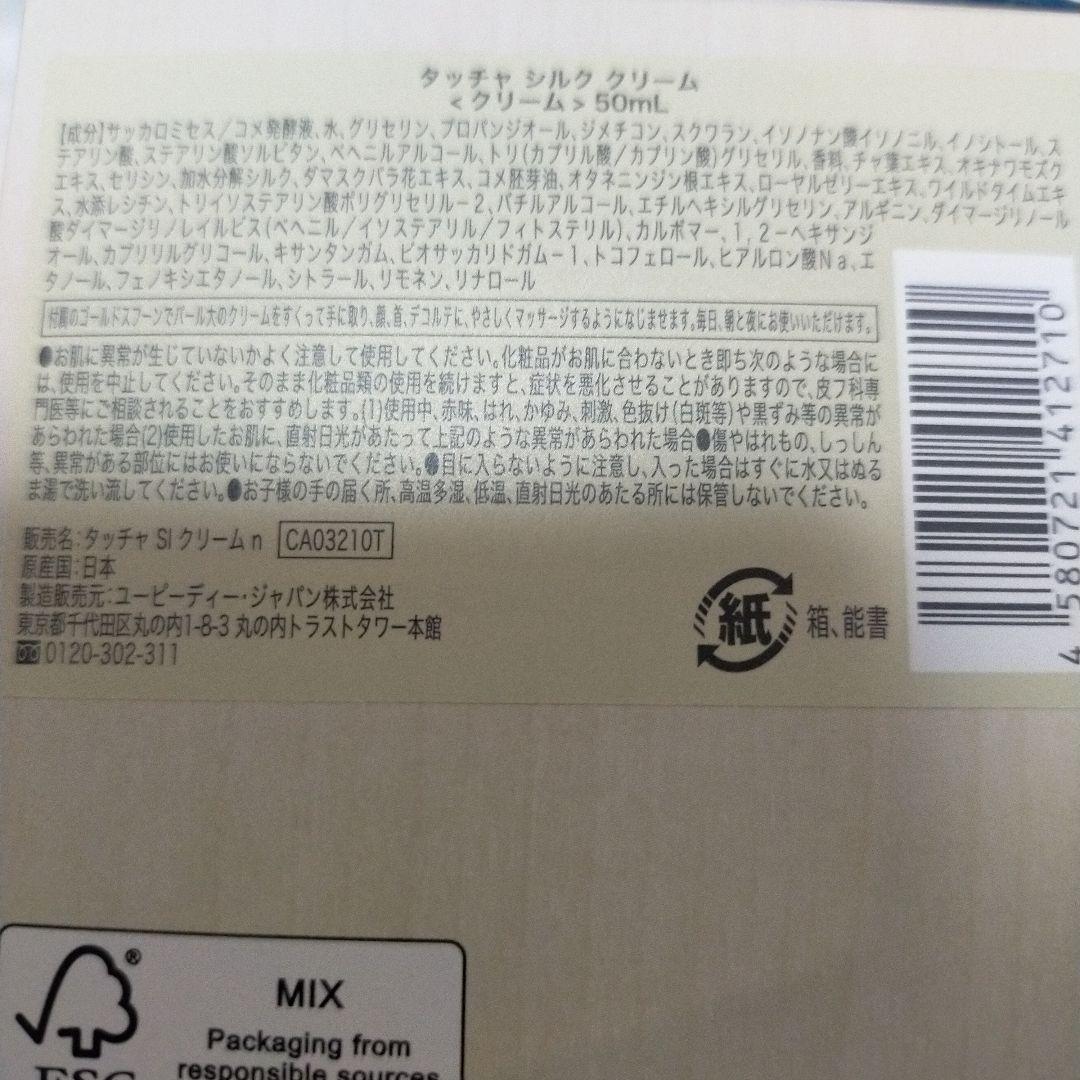 タッチャ シルク クリーム
<クリーム> 50mL
【成分】サッカロミセス/コメ発酵液、水、グリセリン、プロパンジオール、ジメチコン、スクワラン、イソノナン酸イソノニル、イノシトール、ス
テアリン酸、ステアリン酸ソルビタン、ベヘニルアルコール、トリ(カプリル酸/カプリン酸)グリセリル、香料、チャ葉エキス、オキナワモズク
エキス、セリシン、加水分解シルク、ダマスクバラ花エキス、コメ胚芽油、オタネニンジン根エキス、ローヤルゼリーエキス、ワイルドタイムエキ
ス、水添レシチン、トリイソステアリン酸ポリグリセリル-2、バチルアルコール、エチルヘキシルグリセリン、アルギニン、ダイマージリノール
酸ダイマージリノレイルビス(ベヘニル/イソステアリル/フィトステリル)、カルボマー、1,2-ヘキサンジ
オール、カプリリルグリコール、キサンタンガム、ビオサッカリドガム-1、トコフェロール、ヒアルロン酸Na、エ
タノール、フェノキシエタノール、シトラール、リモネン、リナロール
付属のゴールドスプーンでパール大のクリームをすくって手に取り、顔、首、デコルテに、やさしくマッサージするようになじませます。毎日、朝と夜にお使いいただけます。
●お肌に異常が生じていないかよく注意して使用してください。化粧品がお肌に合わないとき即ち次のような場合に
は、使用を中止してください。そのまま化粧品類の使用を続けますと、症状を悪化させることがありますので、皮フ科専
門医等にご相談されることをおすすめします。(1)使用中、赤味、はれ、かゆみ、刺激、色抜け(白斑等)や黒ずみ等の異常が
あらわれた場合(2)使用したお肌に、直射日光があたって上記のような異常があらわれた場合●傷やはれもの、しっしん
等、異常がある部位にはお使いにならないでください。●目に入らないように注意し、入った場合はすぐに水又はぬる
ま湯で洗い流してください。●お子様の手の届く所、高温多湿、低温、直射日光のあたる所には保管しないでください。
販売名:タッチャ SI クリーム n CA03210T
原産国:日本
製造販売元:ユーピーディー・ジャパン株式会社
東京都千代田区丸の内1-8-3 丸の内トラストタワー本館
0120-302-311
紙 箱、能書
4 580721 412710
®
MIX
Packaging from
responsible sources
FSC